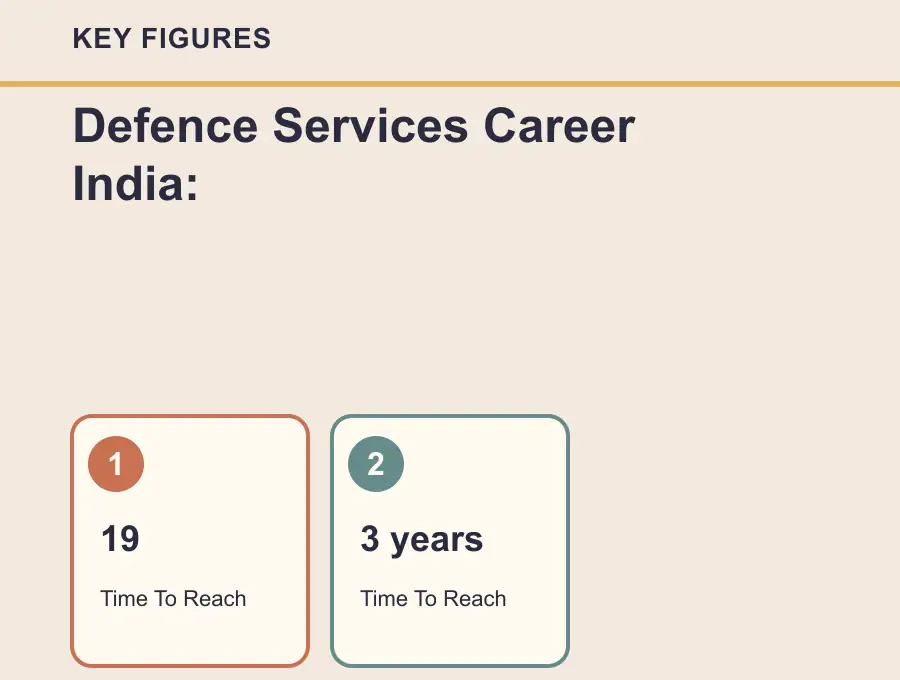 KEY FIGURES
Defence Services Career
India:
1
19
Time To Reach
2
3 years
Time To Reach